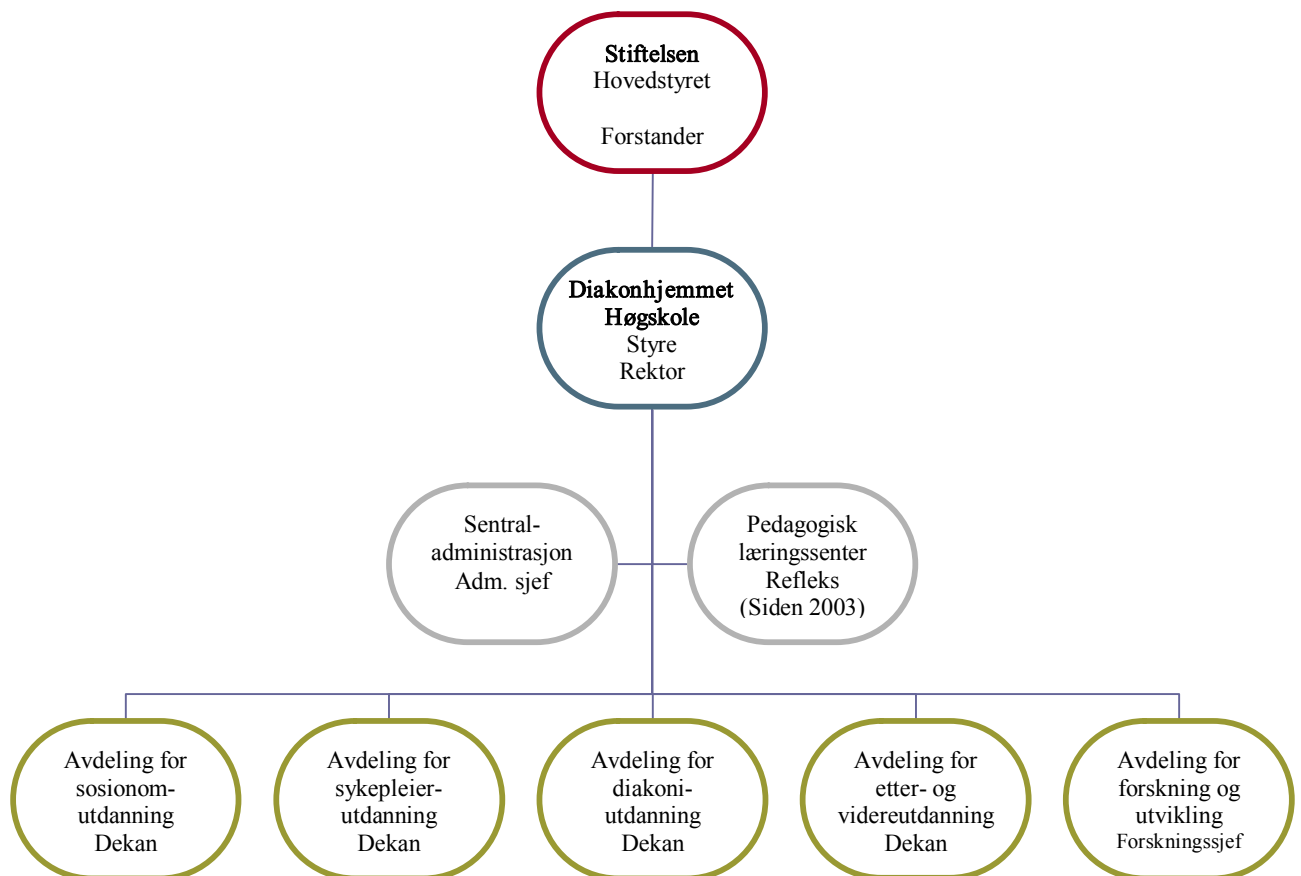 Stiftelsen
Hovedstyret
Forstander
Diakonhjemmet
Høgskole
Styre
Rektor
Sentral-
administrasjon
Adm. sjef
Pedagogisk
læringssenter
Refleks
(Siden 2003)
Avdeling for
sosionom-
utdanning
Dekan
Avdeling for
sykepleier-
utdanning
Dekan
Avdeling for
diakoni-
utdanning
Dekan
Avdeling for
etter- og
videreutdanning
Dekan
Avdeling for
forskning og
utvikling
Forskningssjef